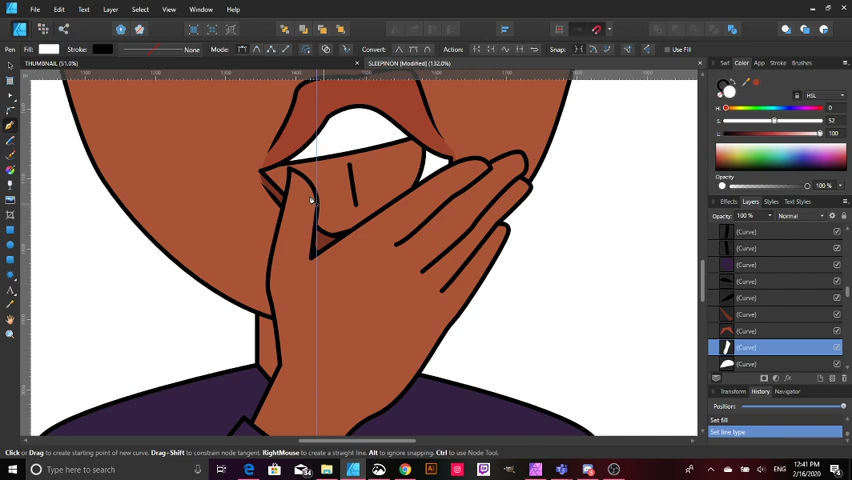 File Edit Text Layer Select View Window Help
Pen Fill: Stroke: None Mode: Convert: Action: Snap: Use Fill
THUMBNAIL (51.0%) × SLEEPINON [Modified] (132.0%) ×
Set Color App Stroke Brushes
HSL
H: 0
S: 52
L: 100
Opacity
100 %
Effects Layers Styles Text Styles
Opacity: 100 % Normal
(Curve)
(Curve)
(Curve)
(Curve)
(Curve)
(Curve)
(Curve)
(Curve)
(Curve)
Transform History Navigator
Positions
Set fill
Set line type
Click or Drag to create starting point of new curve. Drag+Shift to constrain node tangent. RightMouse to create a straight line. Alt to ignore snapping. Ctrl to use Node Tool.
Type here to search
ENG
12:41 PM
2/16/2020